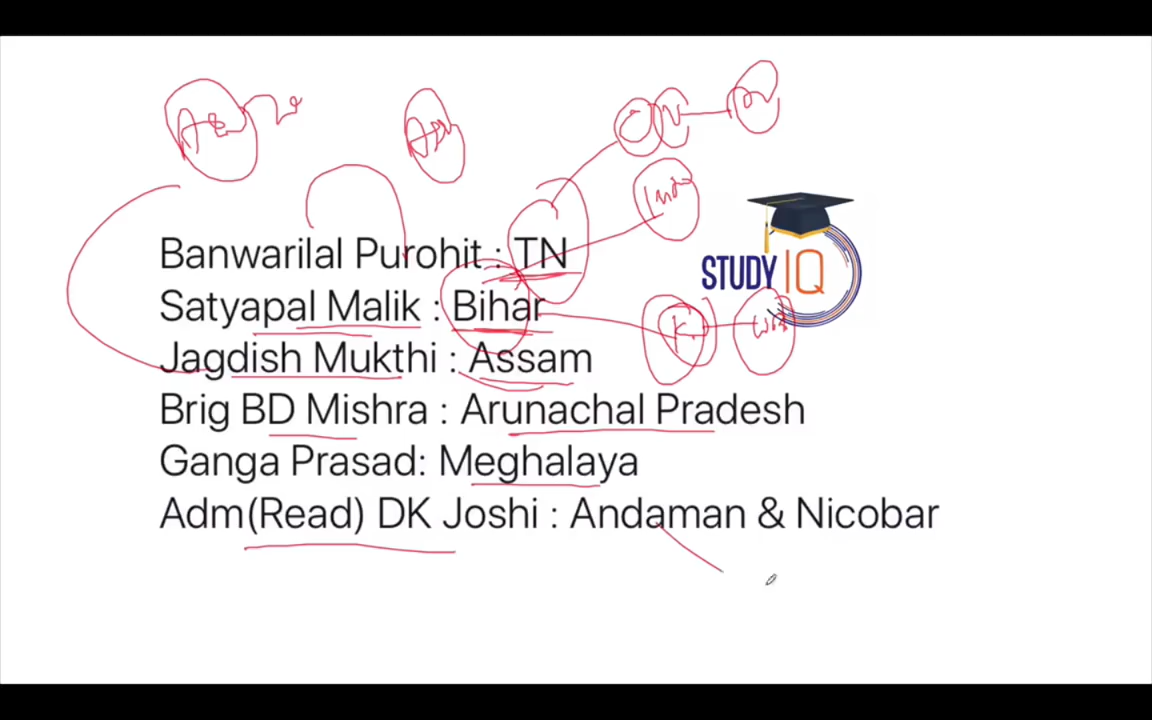 Banwarilal Purohit : TN
STUDY IQ
Satyapal Malik : Bihar
Jagdish Mukthi : Assam
Brig BD Mishra : Arunachal Pradesh
Ganga Prasad: Meghalaya
Adm(Read) DK Joshi : Andaman & Nicobar